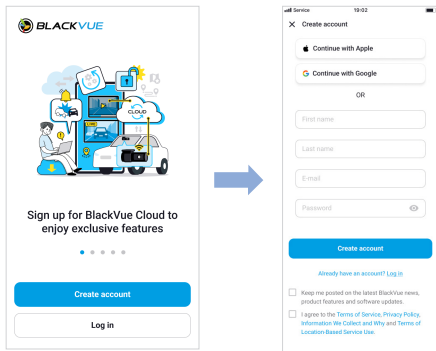 BLACKVUE
CLOUD
Sign up for BlackVue Cloud to
enjoy exclusive features
Create account
Log in
Service
19:02
Create account
Continue with Apple
Continue with Google
OR
First name
Last name
E-mail
Password
Create account
Already have an account? Log in
Keep me posted on the latest BlackVue news,
product features and software updates.
I agree to the Terms of Service, Privacy Policy,
Information We Collect and Why and Terms of
Location-Based Service Use.